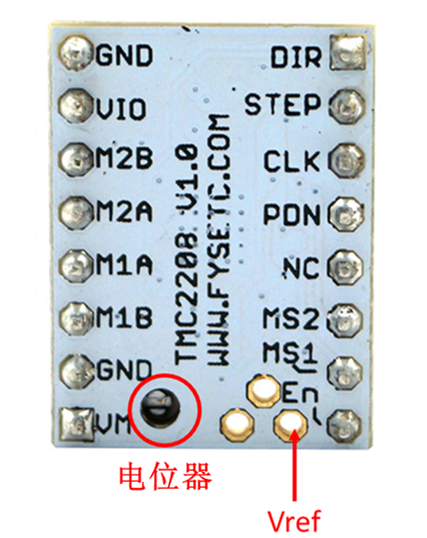 GND
VIO
M2B
M2A
M1A
M1B
GND
VM
TMC2208 V1.0
WWW.FYSETC.COM
DIR
STEP
CLK
PDN
NC
MS2
MS1
En
电位器
Vref